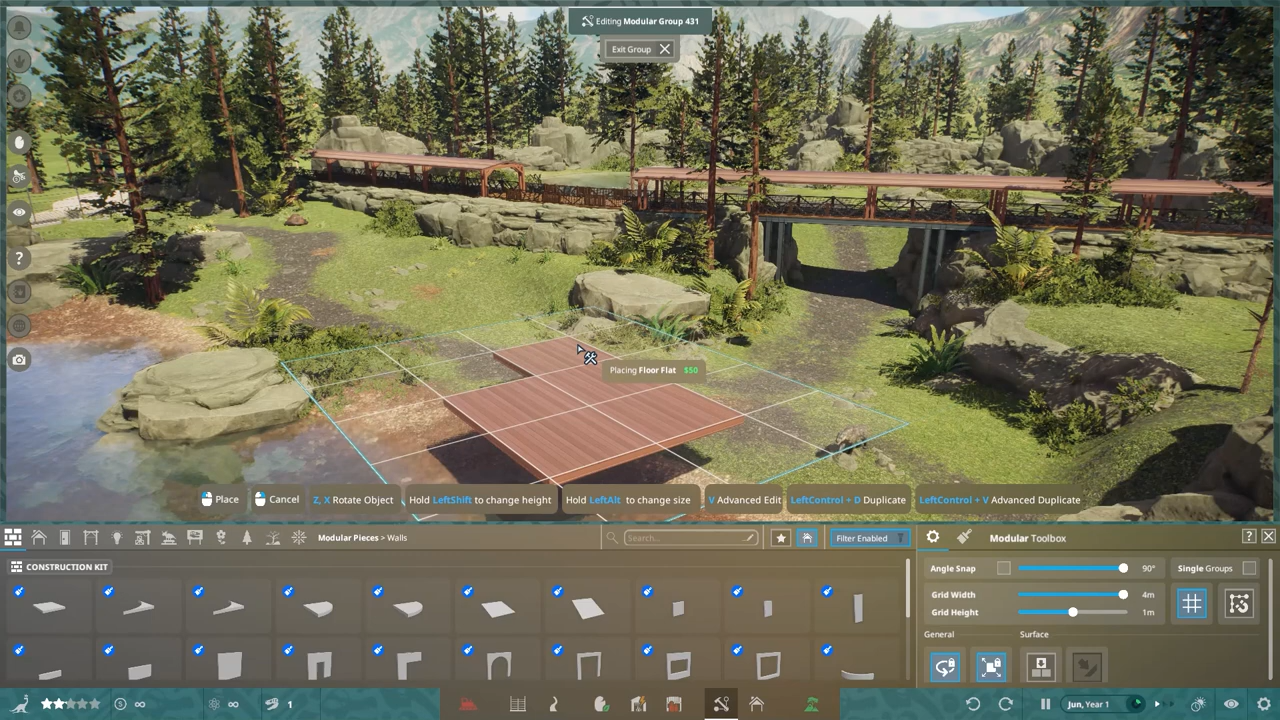 Editing Modular Group 431
Exit Group
Placing Floor Flat $50
Place
Cancel
Z, X Rotate Object
Hold LeftShift to change height
Hold LeftAlt to change size
V Advanced Edit
LeftControl + D Duplicate
LeftControl + V Advanced Duplicate
Modular Pieces > Walls
Search...
Filter Enabled
Modular Toolbox
?
CONSTRUCTION KIT
Angle Snap
90°
Single Groups
Grid Width
4m
Grid Height
1m
General
Surface
∞
∞
1
Jun, Year 1